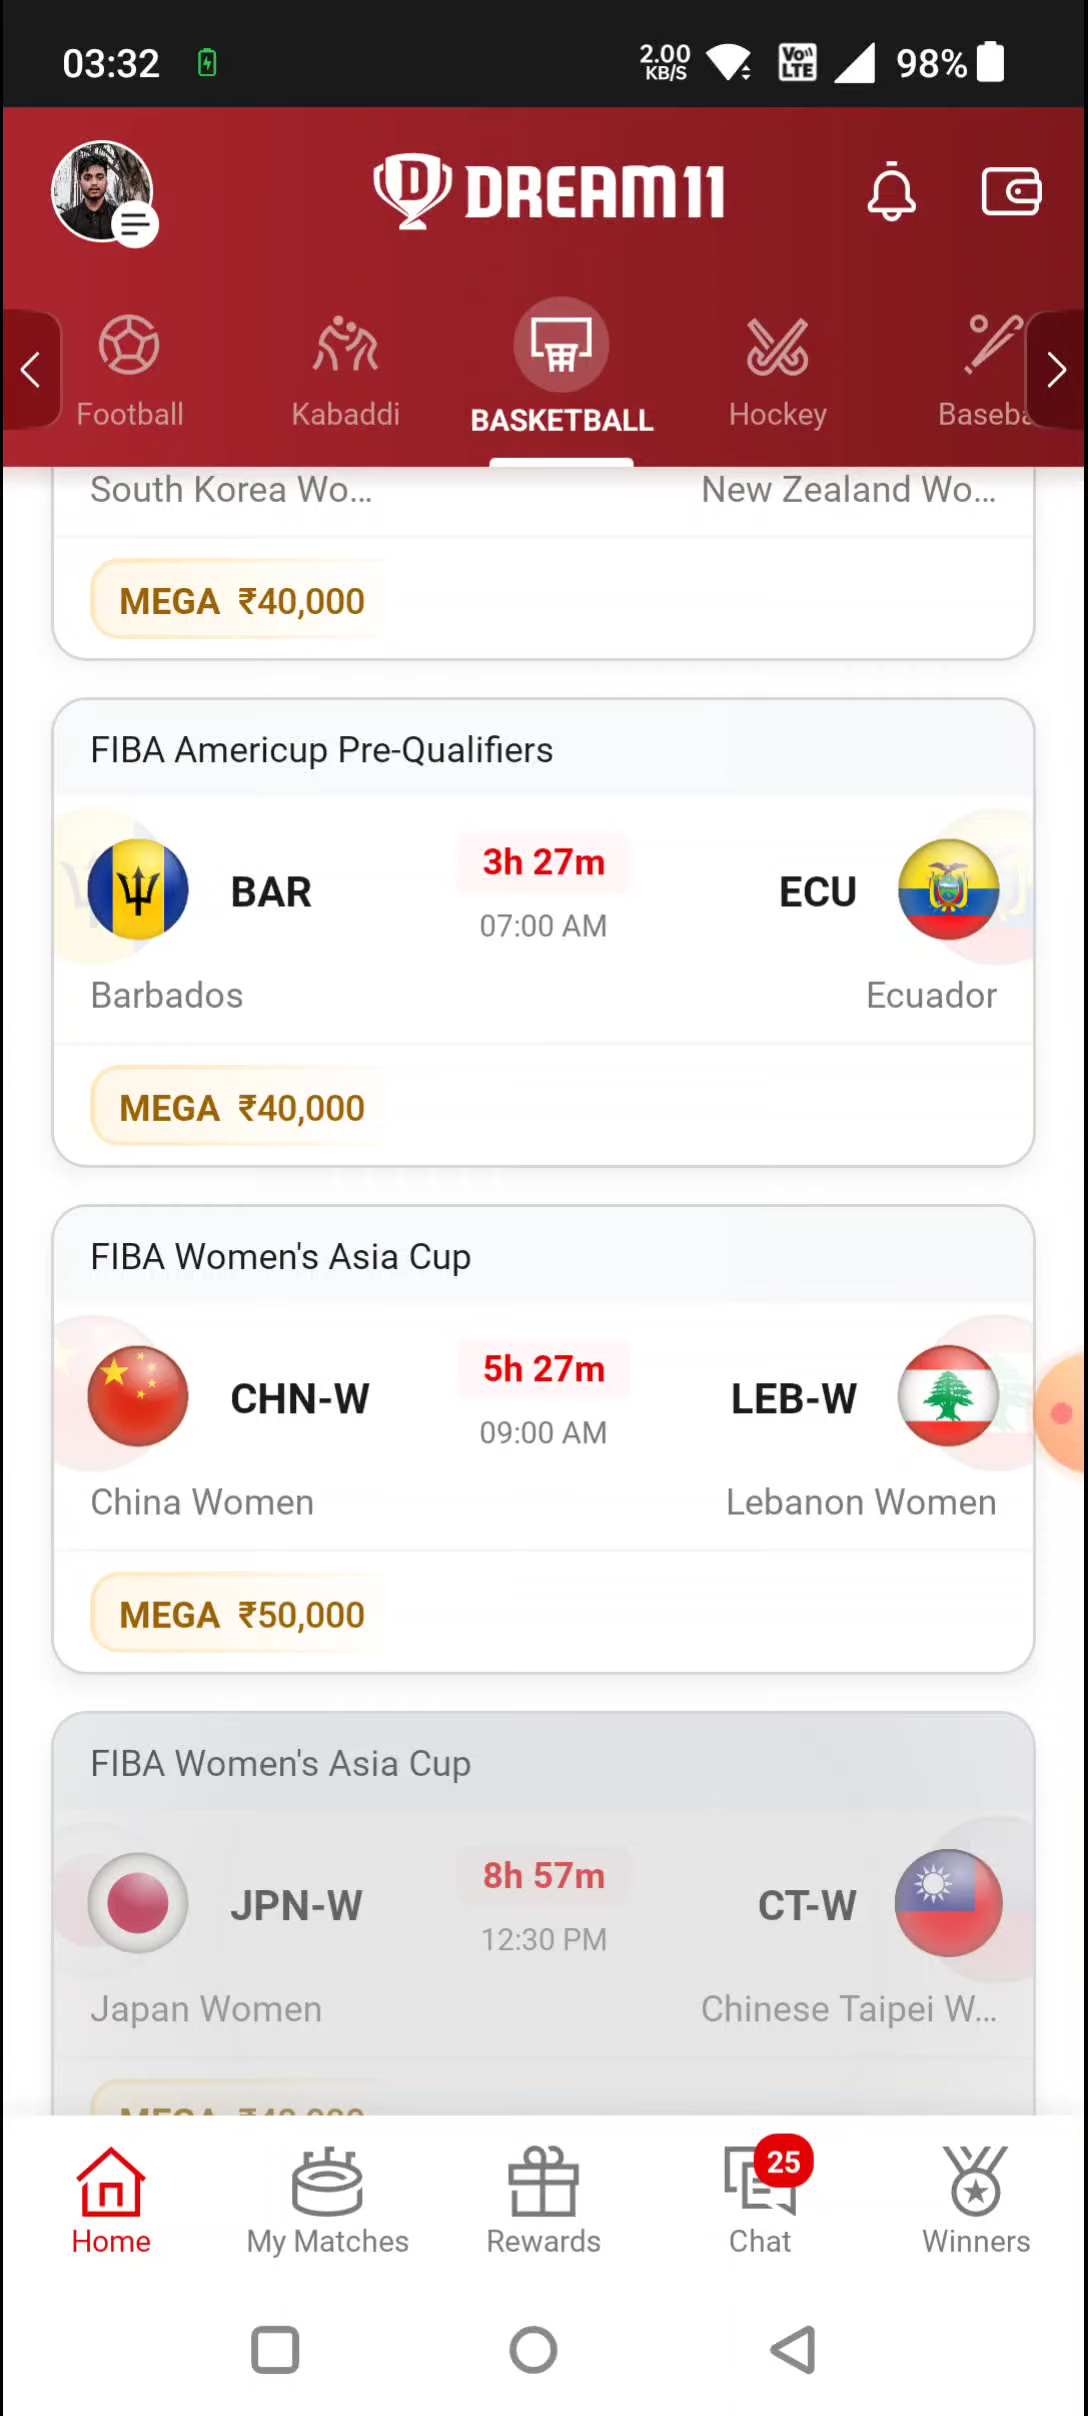 03:32
2.00
KB/S
Vo))
LTE
98%
DREAM11
Football
Kabaddi
BASKETBALL
Hockey
Baseba
South Korea Wo...
New Zealand Wo...
MEGA ₹40,000
FIBA Americup Pre-Qualifiers
BAR
3h 27m
ECU
07:00 AM
Barbados
Ecuador
MEGA ₹40,000
FIBA Women's Asia Cup
CHN-W
5h 27m
LEB-W
09:00 AM
China Women
Lebanon Women
MEGA ₹50,000
FIBA Women's Asia Cup
JPN-W
8h 57m
CT-W
12:30 PM
Japan Women
Chinese Taipei W...
25
Home
My Matches
Rewards
Chat
Winners